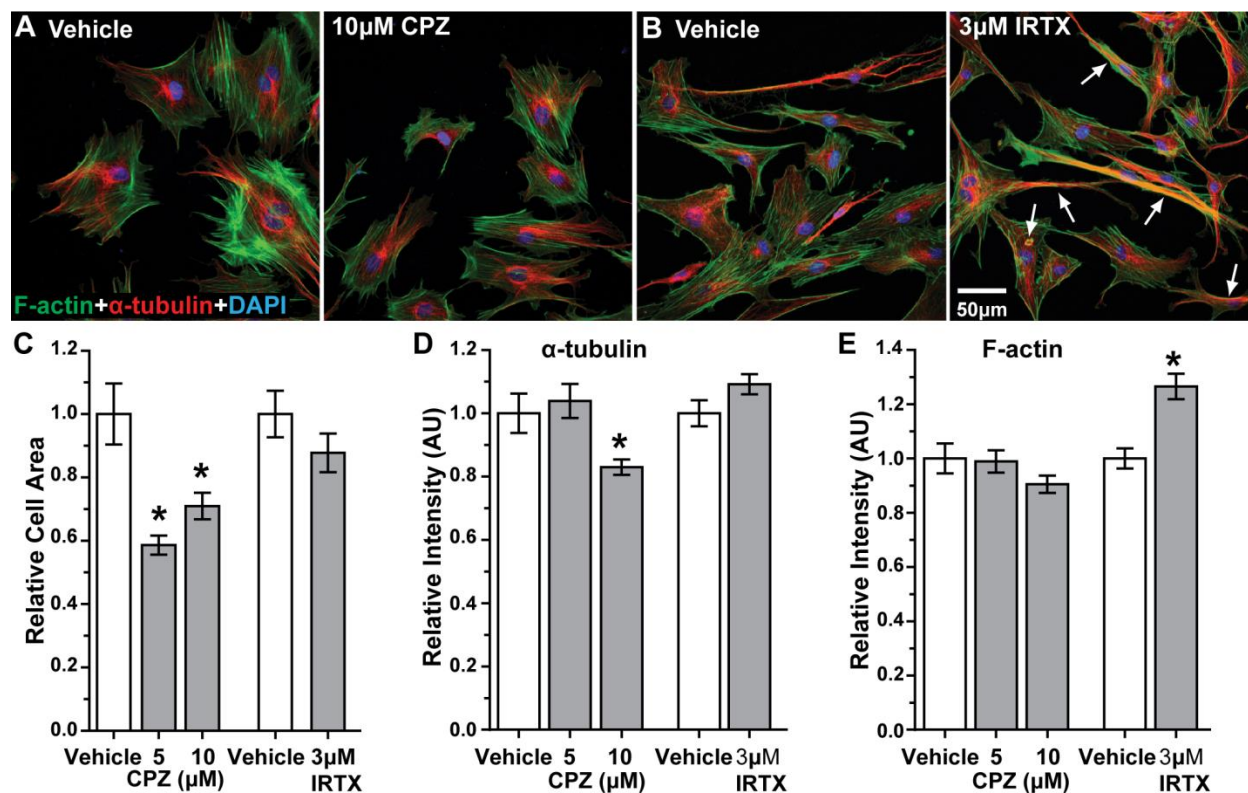 A Vehicle
10µM CPZ
B Vehicle
3µM IRTX
F-actin+α-tubulin+DAPI
50µm
C
Relative Cell Area
1.2
1.0
0.8
0.6
0.4
0.2
0.0
*
*
Vehicle 5 10 Vehicle 3µM
CPZ (µM) IRTX
D α-tubulin
Relative Intensity (AU)
1.2
1.0
0.8
0.6
0.4
0.2
0.0
*
Vehicle 5 10 Vehicle 3µM
CPZ (µM) IRTX
E F-actin
Relative Intensity (AU)
1.4
1.2
1.0
0.8
0.6
0.4
0.2
0.0
*
Vehicle 5 10 Vehicle 3µM
CPZ (µM) IRTX